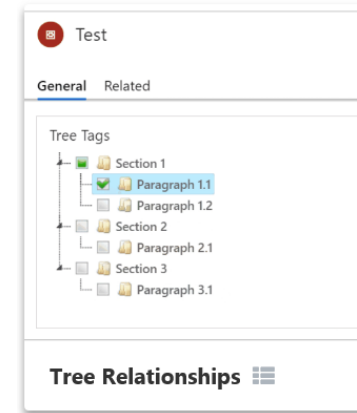 Test
General Related
Tree Tags
Section 1
Paragraph 1.1
Paragraph 1.2
Section 2
Paragraph 2.1
Section 3
Paragraph 3.1
Tree Relationships